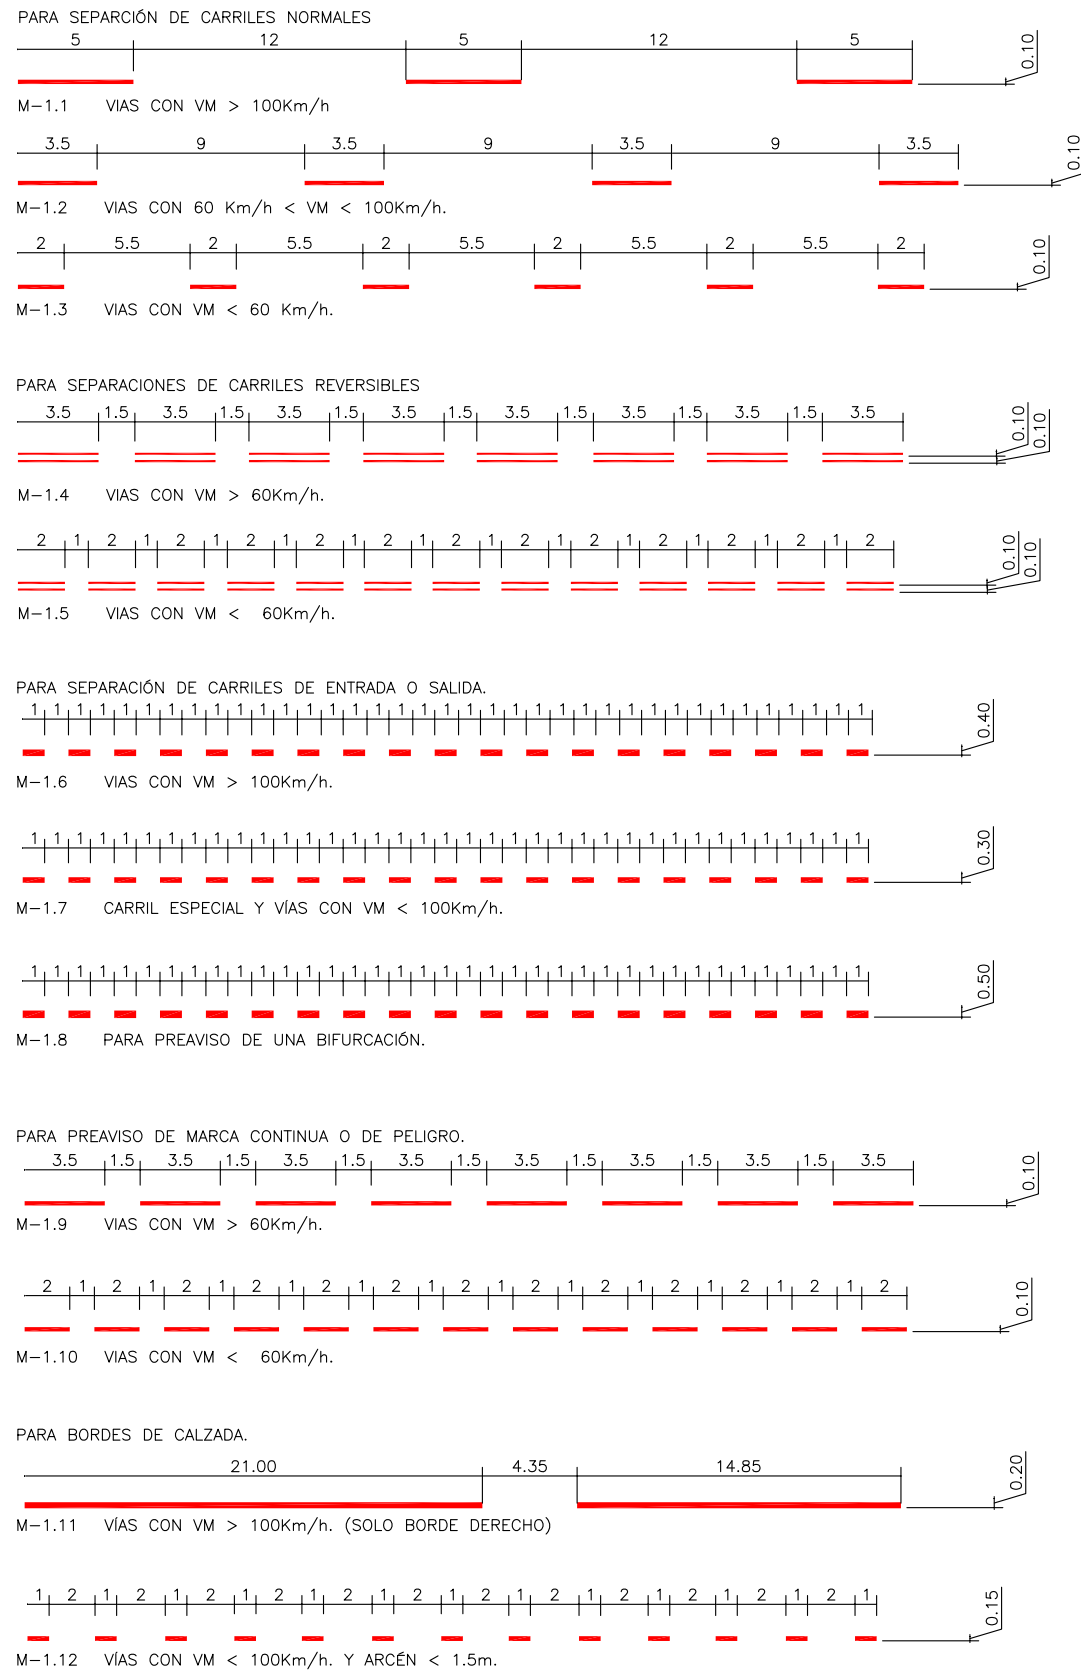 PARA SEPARCIÓN DE CARRILES NORMALES
5 12 5 12 5 0.10
M-1.1 VIAS CON VM > 100Km/h
3.5 9 3.5 9 3.5 9 3.5 0.10
M-1.2 VIAS CON 60 Km/h < VM < 100Km/h.
2 5.5 2 5.5 2 5.5 2 5.5 2 5.5 2 0.10
M-1.3 VIAS CON VM < 60 Km/h.
PARA SEPARACIONES DE CARRILES REVERSIBLES
3.5 1.5 3.5 1.5 3.5 1.5 3.5 1.5 3.5 1.5 3.5 1.5 3.5 1.5 3.5 0.10 0.10
M-1.4 VIAS CON VM > 60Km/h.
2 1 2 1 2 1 2 1 2 1 2 1 2 1 2 1 2 1 2 1 2 1 2 1 2 0.10 0.10
M-1.5 VIAS CON VM < 60Km/h.
PARA SEPARACIÓN DE CARRILES DE ENTRADA O SALIDA.
1 1 1 1 1 1 1 1 1 1 1 1 1 1 1 1 1 1 1 1 1 1 1 1 1 1 1 1 1 1 1 1 1 1 1 1 1 0.40
M-1.6 VIAS CON VM > 100Km/h.
1 1 1 1 1 1 1 1 1 1 1 1 1 1 1 1 1 1 1 1 1 1 1 1 1 1 1 1 1 1 1 1 1 1 1 1 1 0.30
M-1.7 CARRIL ESPECIAL Y VÍAS CON VM < 100Km/h.
1 1 1 1 1 1 1 1 1 1 1 1 1 1 1 1 1 1 1 1 1 1 1 1 1 1 1 1 1 1 1 1 1 1 1 1 1 0.50
M-1.8 PARA PREAVISO DE UNA BIFURCACIÓN.
PARA PREAVISO DE MARCA CONTINUA O DE PELIGRO.
3.5 1.5 3.5 1.5 3.5 1.5 3.5 1.5 3.5 1.5 3.5 1.5 3.5 1.5 3.5 0.10
M-1.9 VIAS CON VM > 60Km/h.
2 1 2 1 2 1 2 1 2 1 2 1 2 1 2 1 2 1 2 1 2 1 2 1 2 0.10
M-1.10 VIAS CON VM < 60Km/h.
PARA BORDES DE CALZADA.
21.00 4.35 14.85 0.20
M-1.11 VÍAS CON VM > 100Km/h. (SOLO BORDE DERECHO)
1 2 1 2 1 2 1 2 1 2 1 2 1 2 1 2 1 2 1 2 1 2 1 2 1 0.15
M-1.12 VÍAS CON VM < 100Km/h. Y ARCÉN < 1.5m.